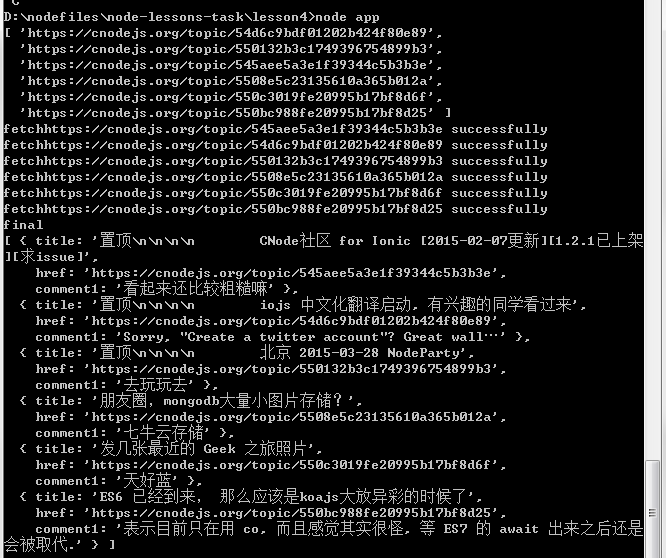 ^C
D:\nodefiles\node-lessons-task\lesson4>node app
[ 'https://cnodejs.org/topic/54d6c9bdf01202b424f80e89',
  'https://cnodejs.org/topic/550132b3c1749396754899b3',
  'https://cnodejs.org/topic/545aee5a3e1f39344c5b3b3e',
  'https://cnodejs.org/topic/5508e5c23135610a365b012a',
  'https://cnodejs.org/topic/550c3019fe20995b17bf8d6f',
  'https://cnodejs.org/topic/550bc988fe20995b17bf8d25' ]
fetchhttps://cnodejs.org/topic/545aee5a3e1f39344c5b3b3e successfully
fetchhttps://cnodejs.org/topic/54d6c9bdf01202b424f80e89 successfully
fetchhttps://cnodejs.org/topic/550132b3c1749396754899b3 successfully
fetchhttps://cnodejs.org/topic/5508e5c23135610a365b012a successfully
fetchhttps://cnodejs.org/topic/550c3019fe20995b17bf8d6f successfully
fetchhttps://cnodejs.org/topic/550bc988fe20995b17bf8d25 successfully
final
[ { title: '置顶\n\n\n\n        CNode社区 for Ionic [2015-02-07更新][1.2.1已上架
][求issue]',
    href: 'https://cnodejs.org/topic/545aee5a3e1f39344c5b3b3e',
    comment1: '看起来还比较粗糙嘛' },
  { title: '置顶\n\n\n\n        iojs 中文化翻译启动，有兴趣的同学看过来',
    href: 'https://cnodejs.org/topic/54d6c9bdf01202b424f80e89',
    comment1: 'Sorry, "Create a twitter account"? Great wall…' },
  { title: '置顶\n\n\n\n        北京 2015-03-28 NodeParty',
    href: 'https://cnodejs.org/topic/550132b3c1749396754899b3',
    comment1: '去玩玩去' },
  { title: '朋友圈，mongodb大量小图片存储？',
    href: 'https://cnodejs.org/topic/5508e5c23135610a365b012a',
    comment1: '七牛云存储' },
  { title: '发几张最近的 Geek 之旅照片',
    href: 'https://cnodejs.org/topic/550c3019fe20995b17bf8d6f',
    comment1: '天好蓝' },
  { title: 'ES6 已经到来， 那么应该是koajs大放异彩的时候了',
    href: 'https://cnodejs.org/topic/550bc988fe20995b17bf8d25',
    comment1: '表示目前只在用 co，而且感觉其实很怪，等 ES7 的 await 出来之后还是
会被取代.' } ]